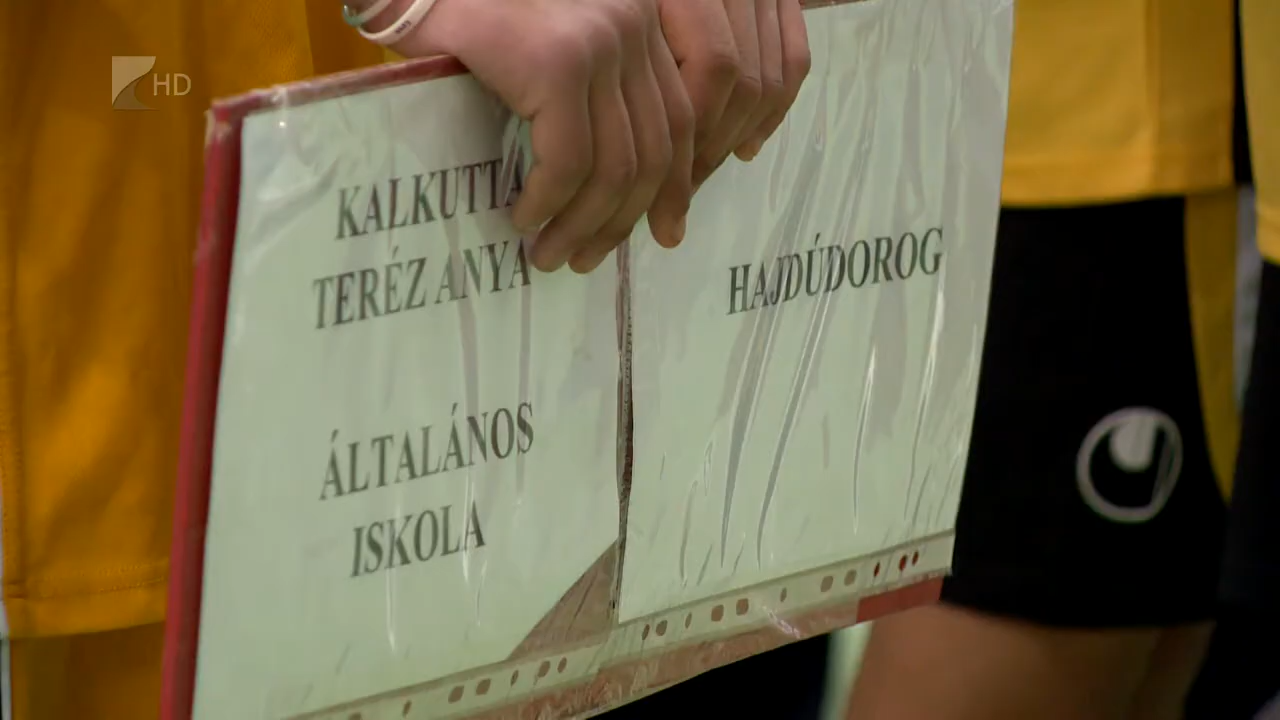 HD
KALKUTTA
TERÉZ ANYA
ÁLTALÁNOS
ISKOLA
HAJDÚDOROG